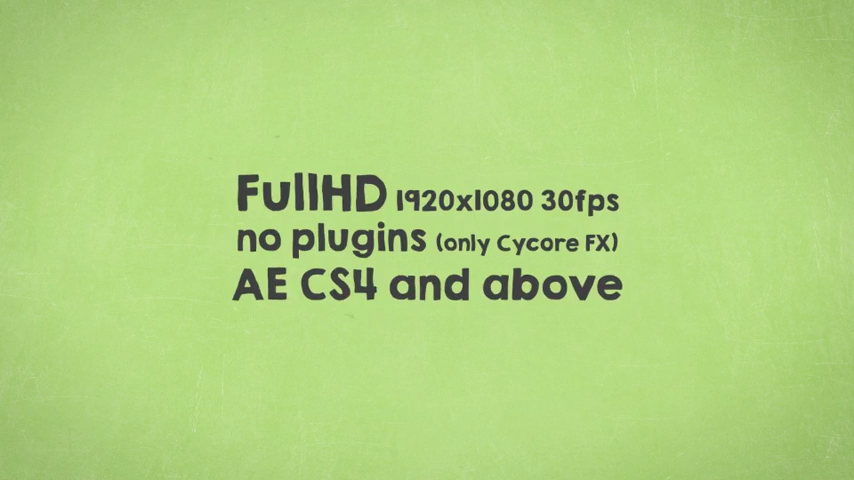 FullHD 1920x1080 30fps
no plugins (only Cycore FX)
AE CS4 and above